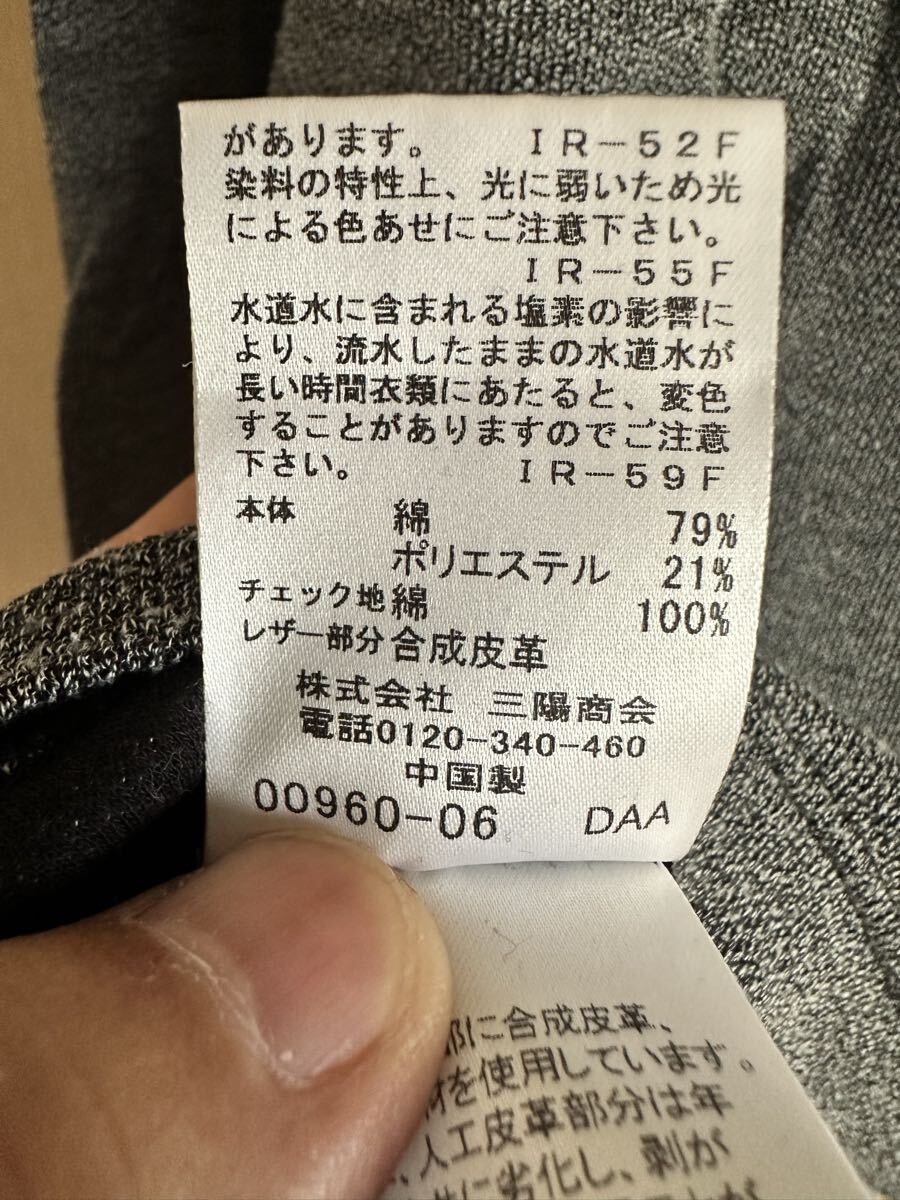 があります。 IR-52F
染料の特性上、光に弱いため光
による色あせにご注意下さい。
IR-55F
水道水に含まれる塩素の影響に
より、流水したままの水道水が
長い時間衣類にあたると、変色
することがありますのでご注意
下さい。 IR-59F
本体 綿 79%
ポリエステル 21%
チェック地 綿 100%
レザー部分 合成皮革
株式会社 三陽商会
電話0120-340-460
中国製
00960-06 DAA
部に合成皮革、
材を使用しています。
人工皮革部分は年
に劣化し、剥が